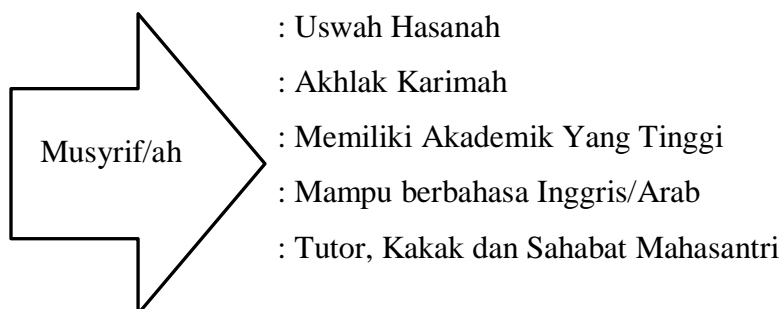 : Uswah Hasanah
: Akhlak Karimah
Musyrif/ah
: Memiliki Akademik Yang Tinggi
: Mampu berbahasa Inggris/Arab
: Tutor, Kakak dan Sahabat Mahasantri